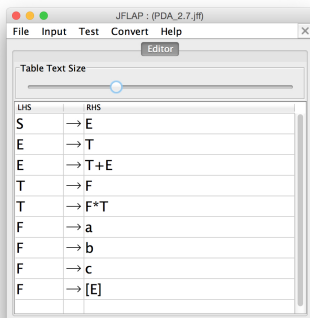 JFLAP : (PDA_2.7.jff)
File Input Test Convert Help
Editor
Table Text Size
LHS RHS
S → E
E → T
E → T+E
T → F
T → F*T
F → a
F → b
F → c
F → [E]